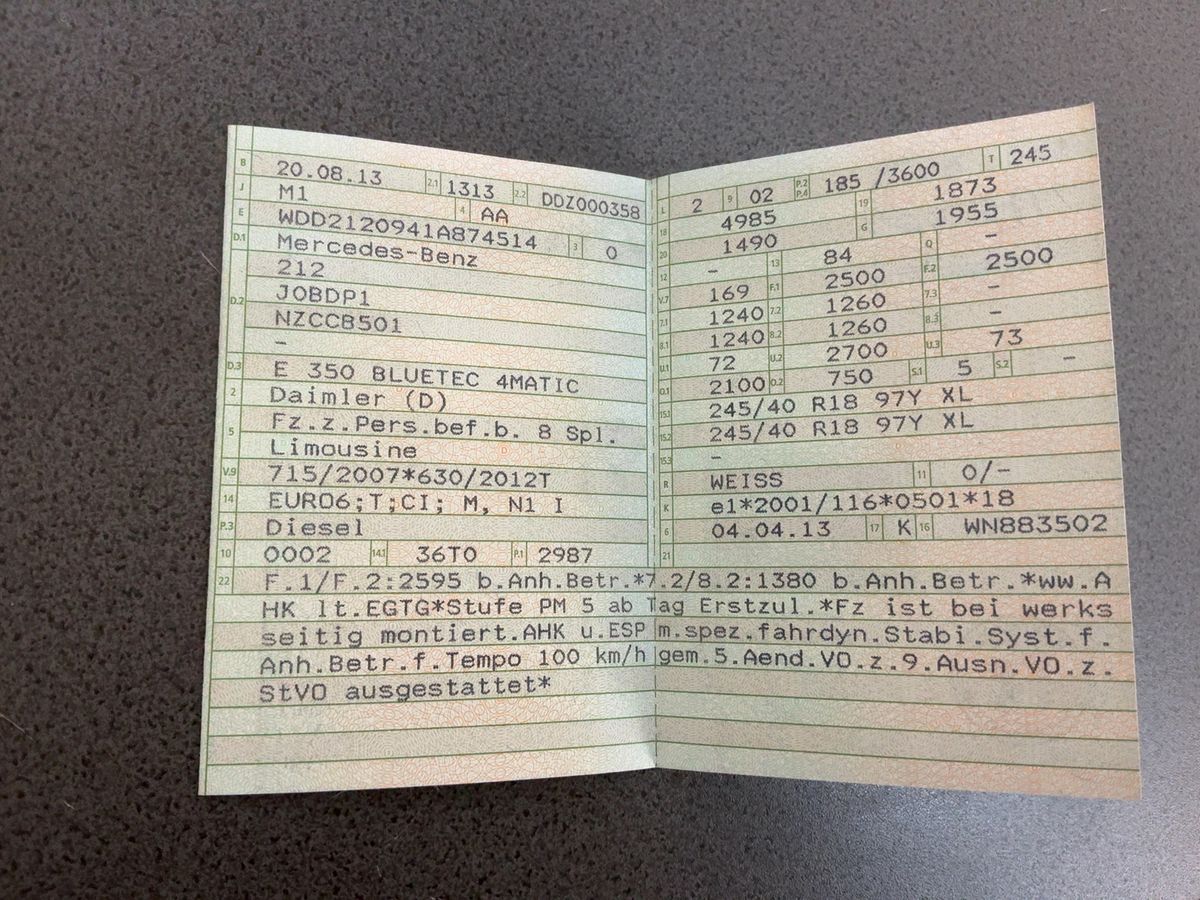 B 20.08.13 2.1 1313 2.2 DDZ000358
J M1 4 AA
E WDD2120941A874514 3 0
D.1 Mercedes-Benz
212
D.2 JOBDP1
NZCCB501
-
D.3 E 350 BLUETEC 4MATIC
2 Daimler (D)
5 Fz.z.Pers.bef.b. 8 Spl.
Limousine
V.9 715/2007*630/2012T
14 EURO6;T;CI; M, N1 I
P.3 Diesel
10 0002 14.1 36T0 P.1 2987
L 2 9 02 P.2 P.4 185 /3600 T 245
18 4985 19 1873
20 1490 G 1955
12 - 13 84 Q -
V.7 169 F.1 2500 F.2 2500
7.1 1240 7.2 1260 7.3 -
8.1 1240 8.2 1260 8.3 -
U.1 72 U.2 2700 U.3 73
O.1 2100 O.2 750 S.1 5 S.2 -
15.1 245/40 R18 97Y XL
15.2 245/40 R18 97Y XL
15.3 -
R WEISS 11 0/-
K e1*2001/116*0501*18
6 04.04.13 17 K 16 WN883502
21
22 F.1/F.2:2595 b.Anh.Betr.*7.2/8.2:1380 b.Anh.Betr.*ww.A
HK lt.EGTG*Stufe PM 5 ab Tag Erstzul.*Fz ist bei werks
seitig montiert.AHK u.ESP m.spez.fahrdyn.Stabi.Syst.f.
Anh.Betr.f.Tempo 100 km/h gem.5.Aend.VO.z.9.Ausn.VO.z.
StVO ausgestattet*